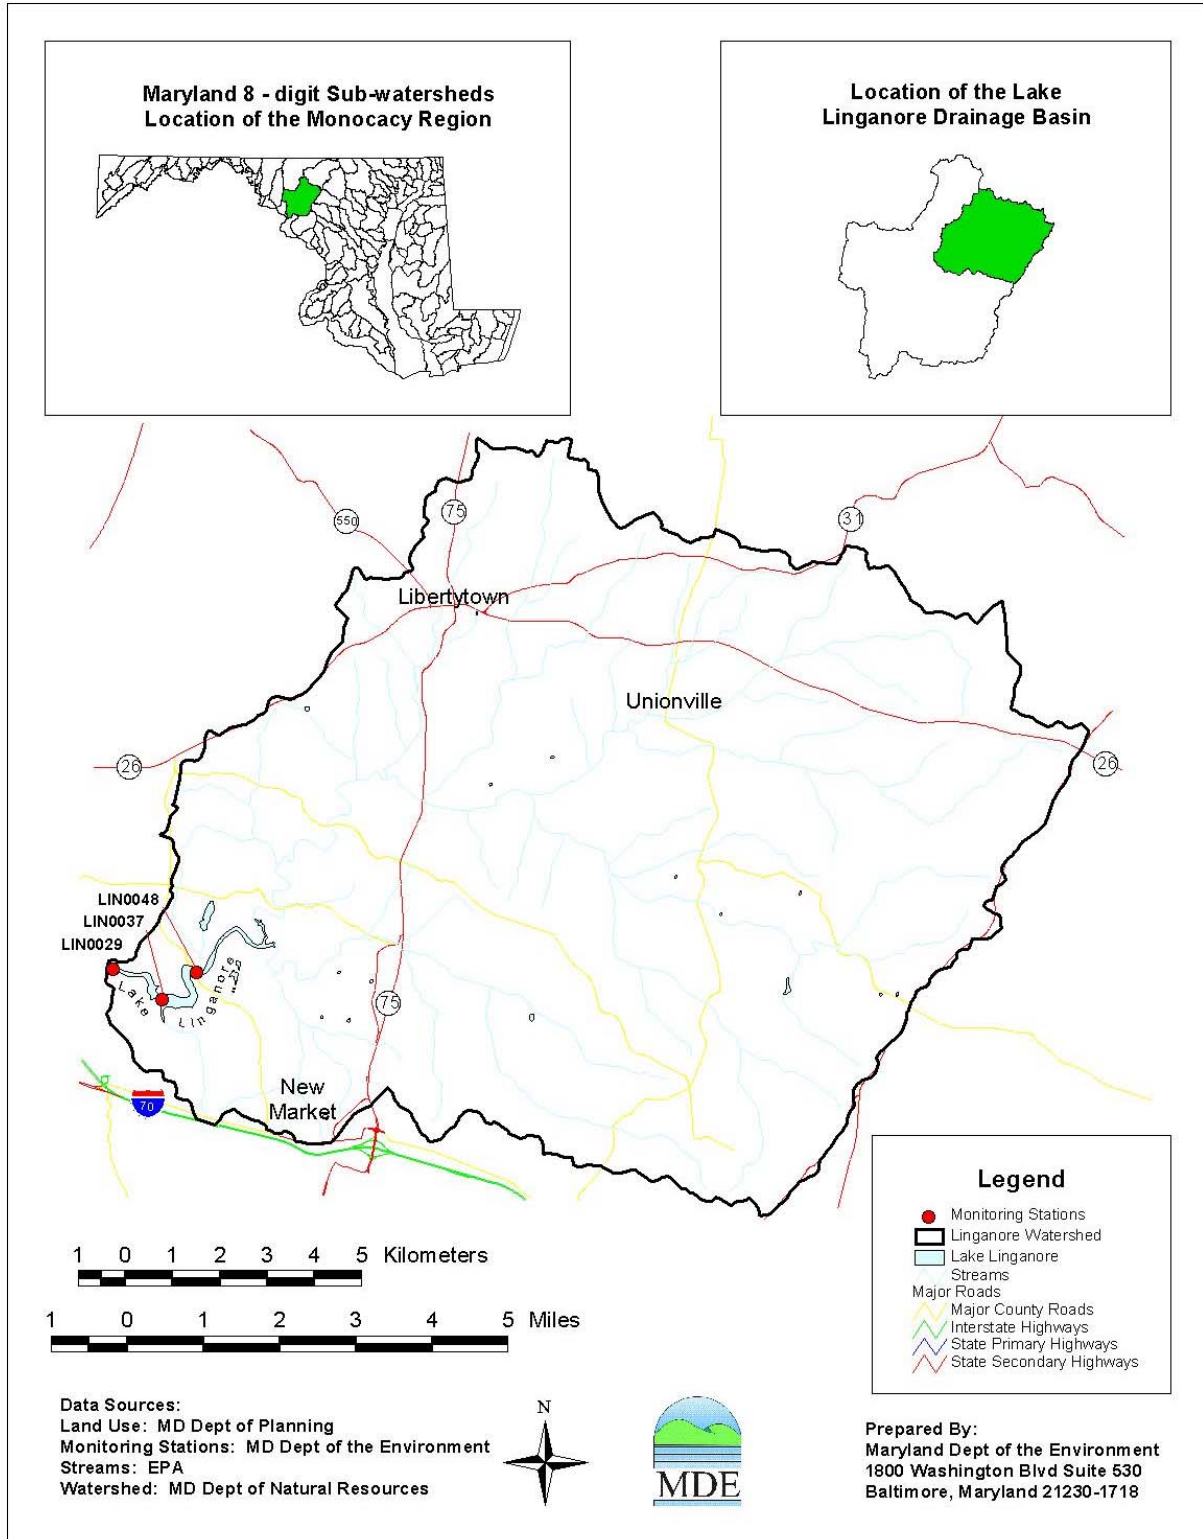 Maryland 8 - digit Sub-watersheds
Location of the Monocacy Region
Location of the Lake
Linganore Drainage Basin
550
75
31
Libertytown
Unionville
26
26
LIN0048
LIN0037
LIN0029
Lake
Linganore
75
New
Market
70
Legend
Monitoring Stations
Linganore Watershed
Lake Linganore
Streams
Major Roads
Major County Roads
Interstate Highways
State Primary Highways
State Secondary Highways
1 0 1 2 3 4 5 Kilometers
1 0 1 2 3 4 5 Miles
Data Sources:
Land Use: MD Dept of Planning
Monitoring Stations: MD Dept of the Environment
Streams: EPA
Watershed: MD Dept of Natural Resources
N
MDE
Prepared By:
Maryland Dept of the Environment
1800 Washington Blvd Suite 530
Baltimore, Maryland 21230-1718